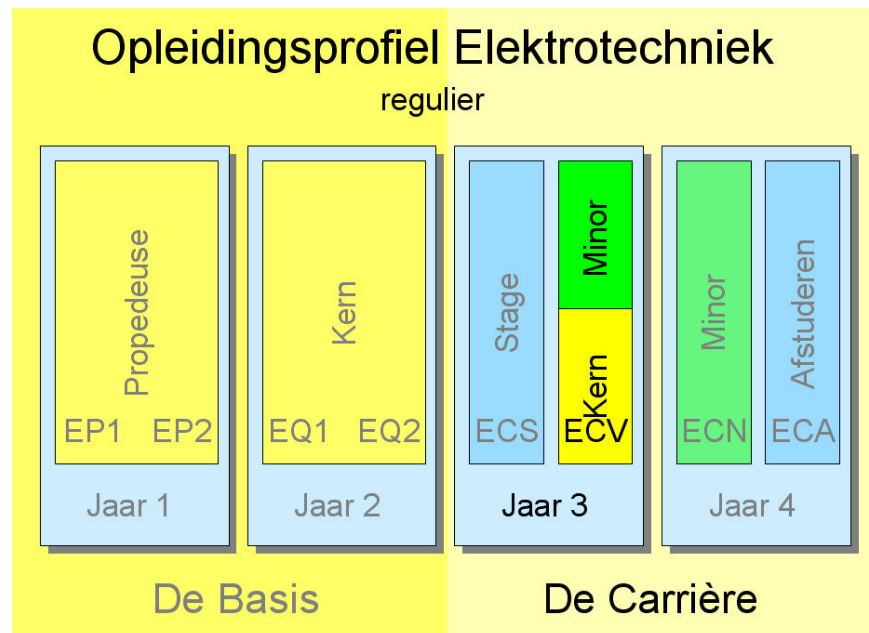 Opleidingsprofiel Elektrotechniek
regulier
Propedeuse
EP1 EP2
Jaar 1
Kern
EQ1 EQ2
Jaar 2
Stage
ECS
Minor
Kern
ECV
Jaar 3
Minor
ECN
Afstuderen
ECA
Jaar 4
De Basis
De Carrière